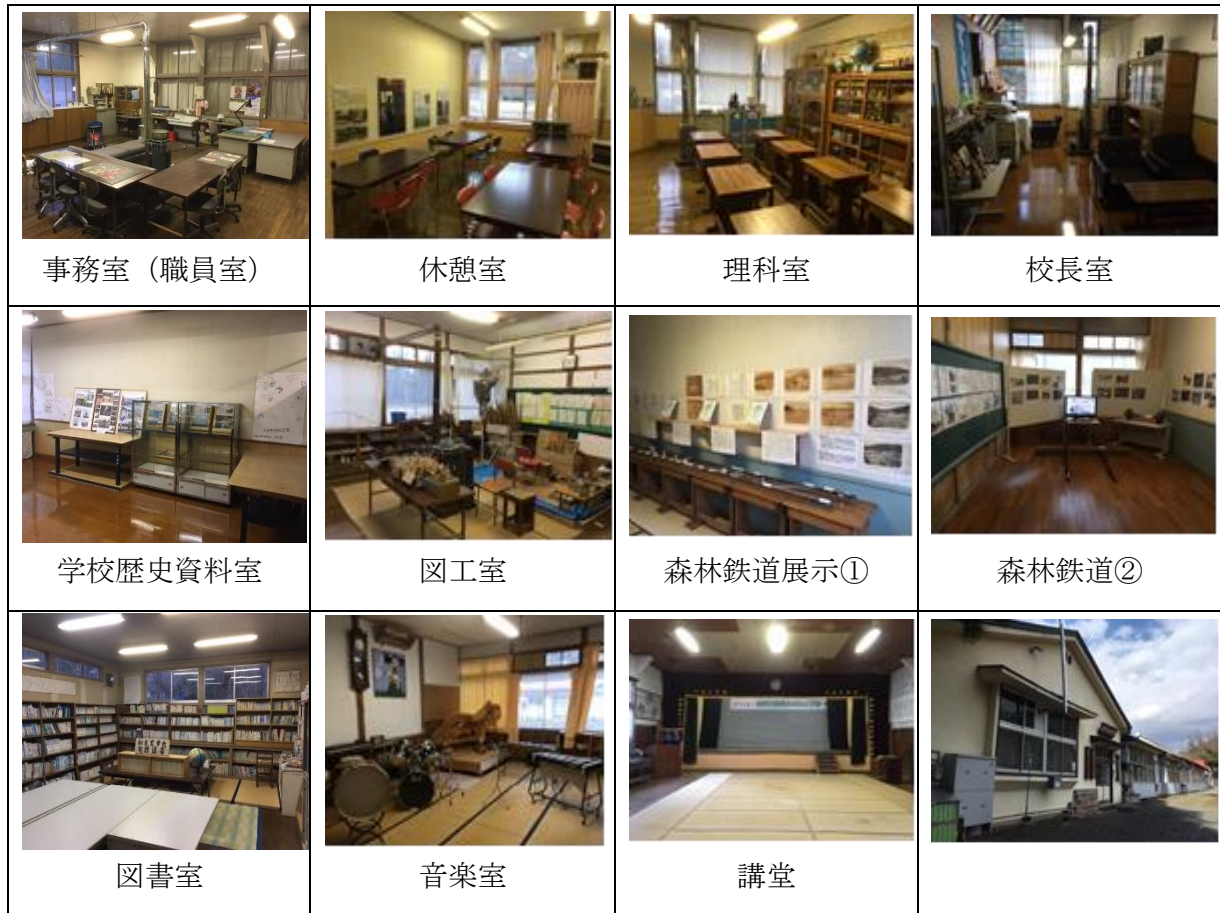 事務室（職員室）
休憩室
理科室
校長室
学校歴史資料室
図工室
森林鉄道展示①
森林鉄道②
図書室
音楽室
講堂